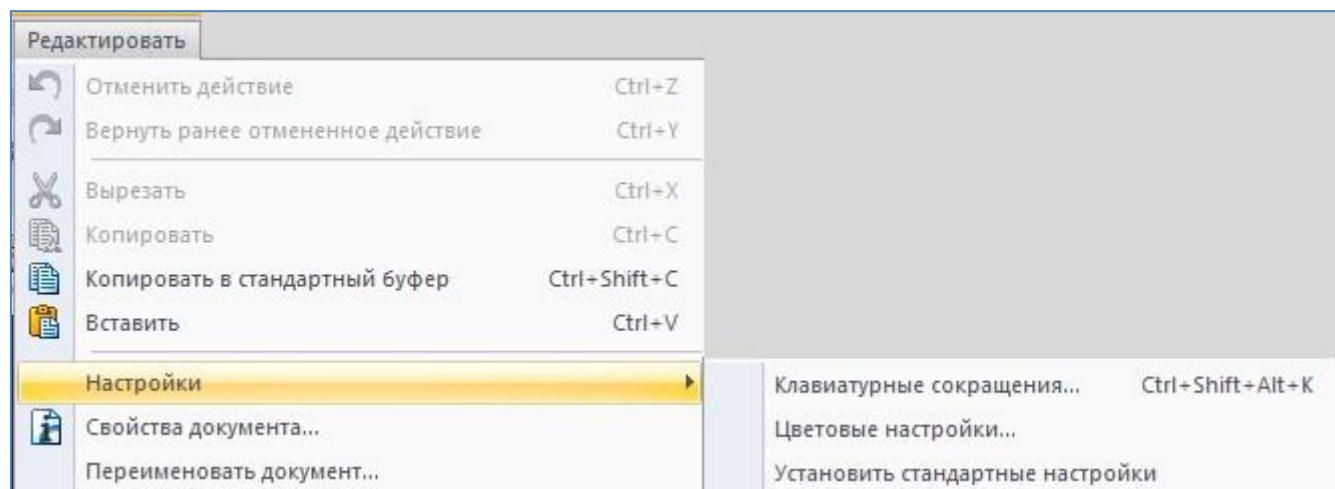 Редактировать
Отменить действие Ctrl+Z
Вернуть ранее отмененное действие Ctrl+Y
Вырезать Ctrl+X
Копировать Ctrl+C
Копировать в стандартный буфер Ctrl+Shift+C
Вставить Ctrl+V
Настройки
Клавиатурные сокращения... Ctrl+Shift+Alt+K
Свойства документа...
Цветовые настройки...
Переименовать документ...
Установить стандартные настройки